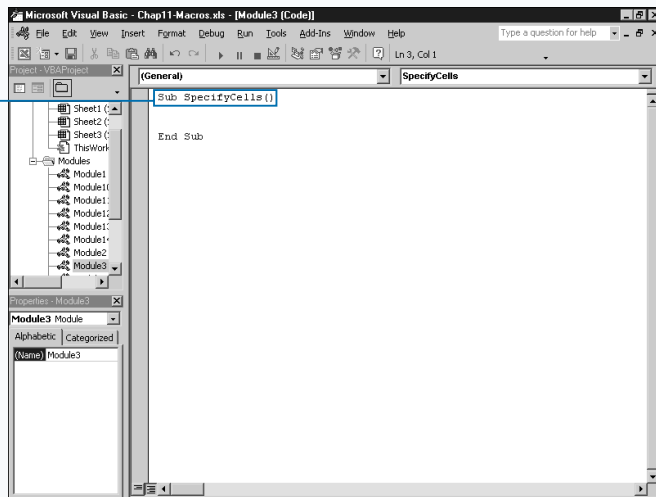 Microsoft Visual Basic - Chap11-Macros.xls - [Module3 (Code)]
File Edit View Insert Format Debug Run Tools Add-Ins Window Help
Type a question for help
Ln 3, Col 1
Project - VBAProject
(General)
SpecifyCells
Sheet1 (
Sheet2 (
Sheet3 (
ThisWork
Modules
Module1
Module10
Module2
Module3
Sub SpecifyCells()
End Sub
Properties - Module3
Module3 Module
Alphabetic Categorized
(Name) Module3